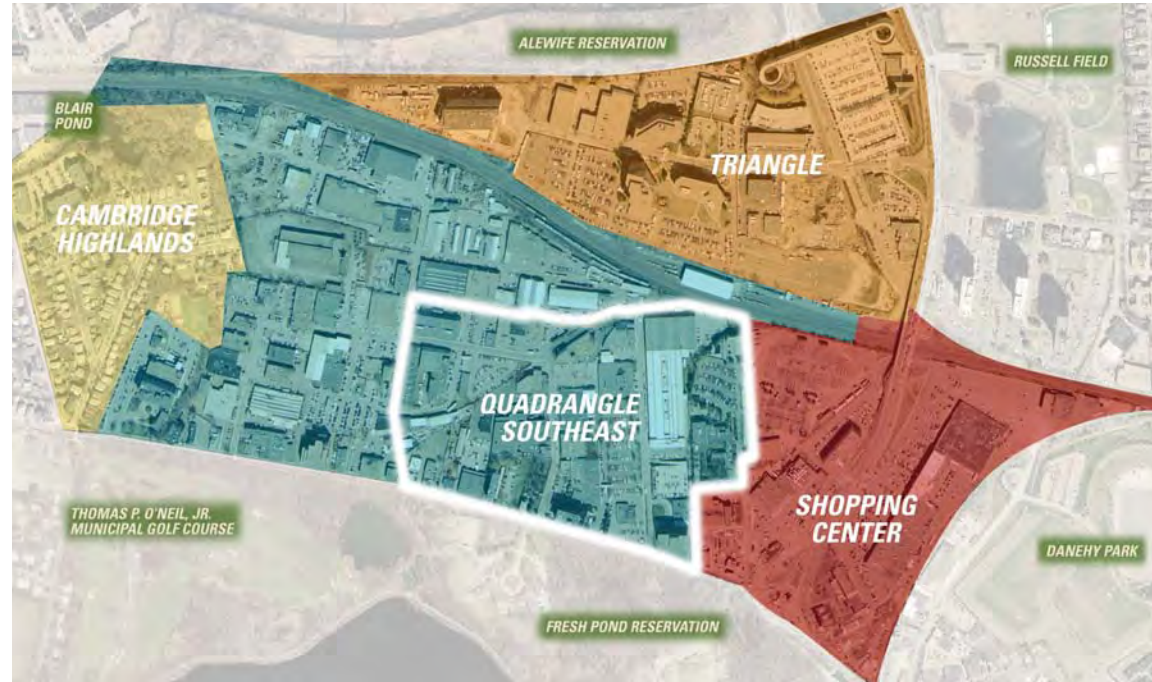 ALEWIFE RESERVATION
RUSSELL FIELD
BLAIR
POND
TRIANGLE
CAMBRIDGE
HIGHLANDS
QUADRANGLE
SOUTHEAST
SHOPPING
CENTER
THOMAS P. O'NEIL, JR.
MUNICIPAL GOLF COURSE
DANEHY PARK
FRESH POND RESERVATION